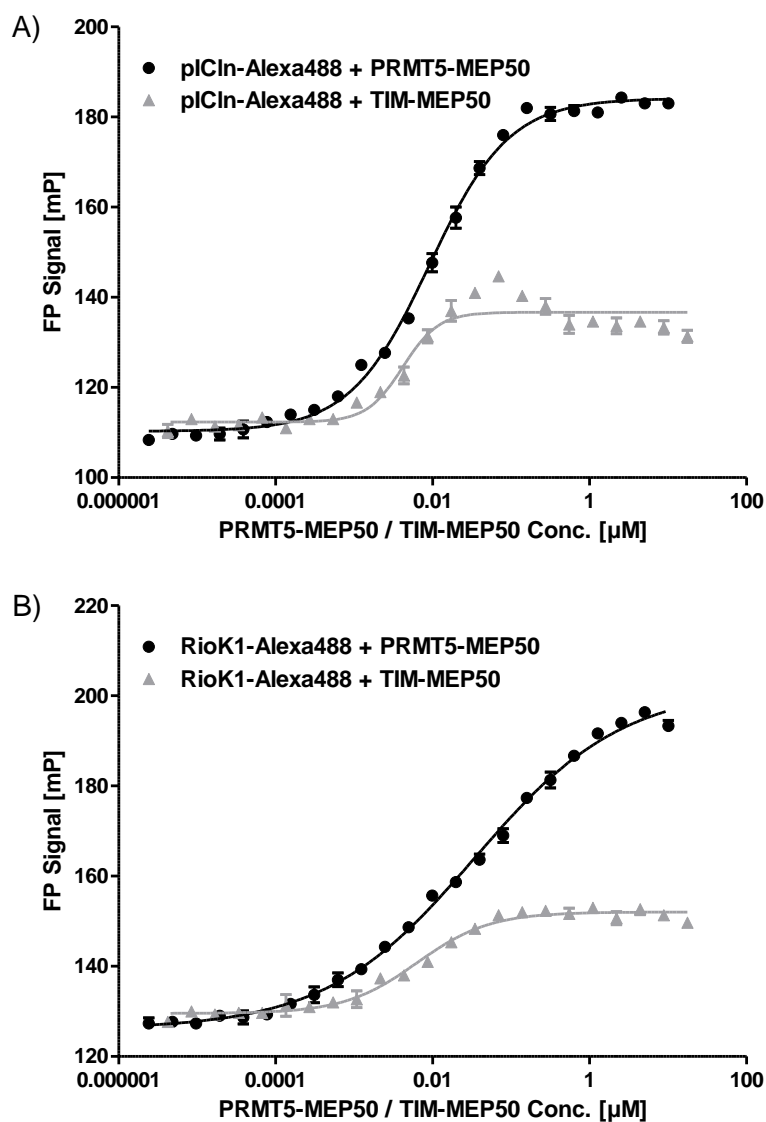 A)
200
180
160
140
120
100
FP Signal [mP]
pICln-Alexa488 + PRMT5-MEP50
pICln-Alexa488 + TIM-MEP50
0.000001 0.0001 0.01 1 100
PRMT5-MEP50 / TIM-MEP50 Conc. [µM]
B)
220
200
180
160
140
120
FP Signal [mP]
RioK1-Alexa488 + PRMT5-MEP50
RioK1-Alexa488 + TIM-MEP50
0.000001 0.0001 0.01 1 100
PRMT5-MEP50 / TIM-MEP50 Conc. [µM]